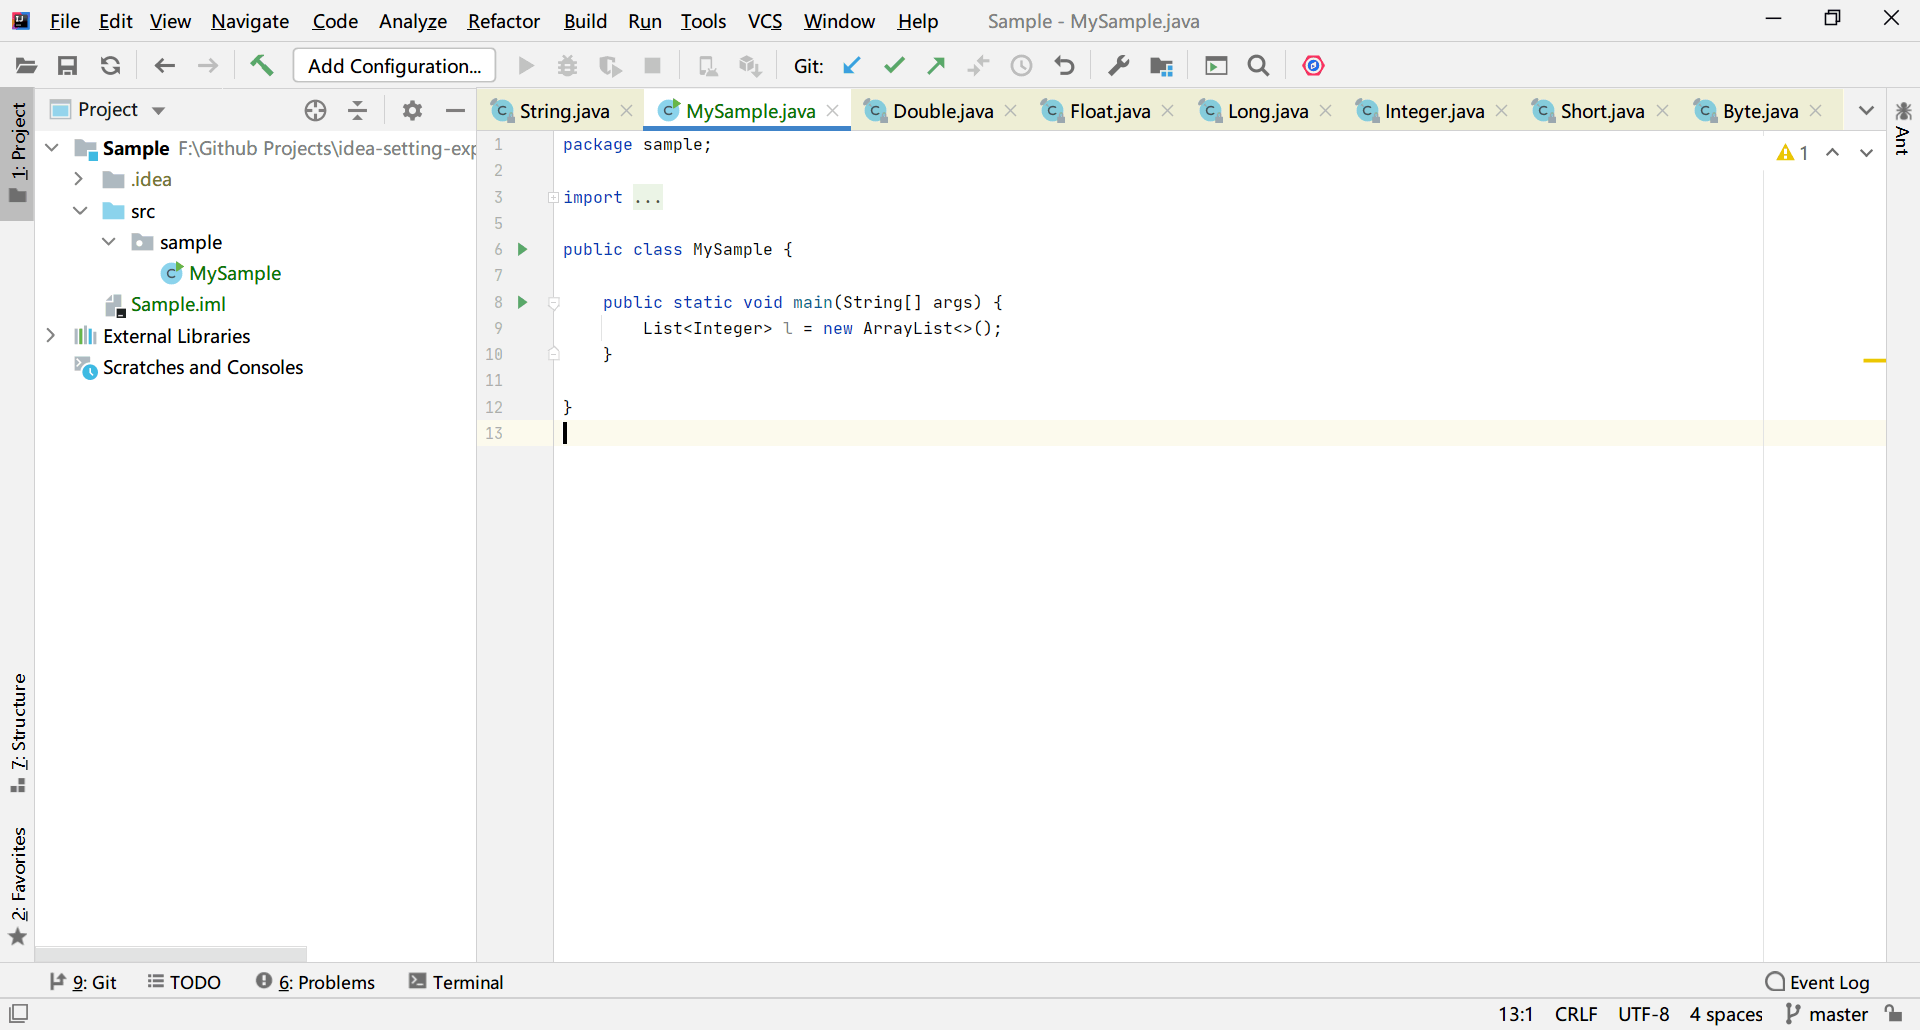 File Edit View Navigate Code Analyze Refactor Build Run Tools VCS Window Help Sample - MySample.java
Add Configuration... Git:
1: Project
Project
String.java MySample.java Double.java Float.java Long.java Integer.java Short.java Byte.java
Ant
Sample F:\Github Projects\idea-setting-exp
.idea
src
sample
MySample
Sample.iml
External Libraries
Scratches and Consoles
1 package sample;
2
3 import ...
5
6 public class MySample {
7
8 public static void main(String[] args) {
9 List<Integer> l = new ArrayList<>();
10 }
11
12 }
13
1
7: Structure
2: Favorites
9: Git TODO 6: Problems Terminal Event Log
13:1 CRLF UTF-8 4 spaces master